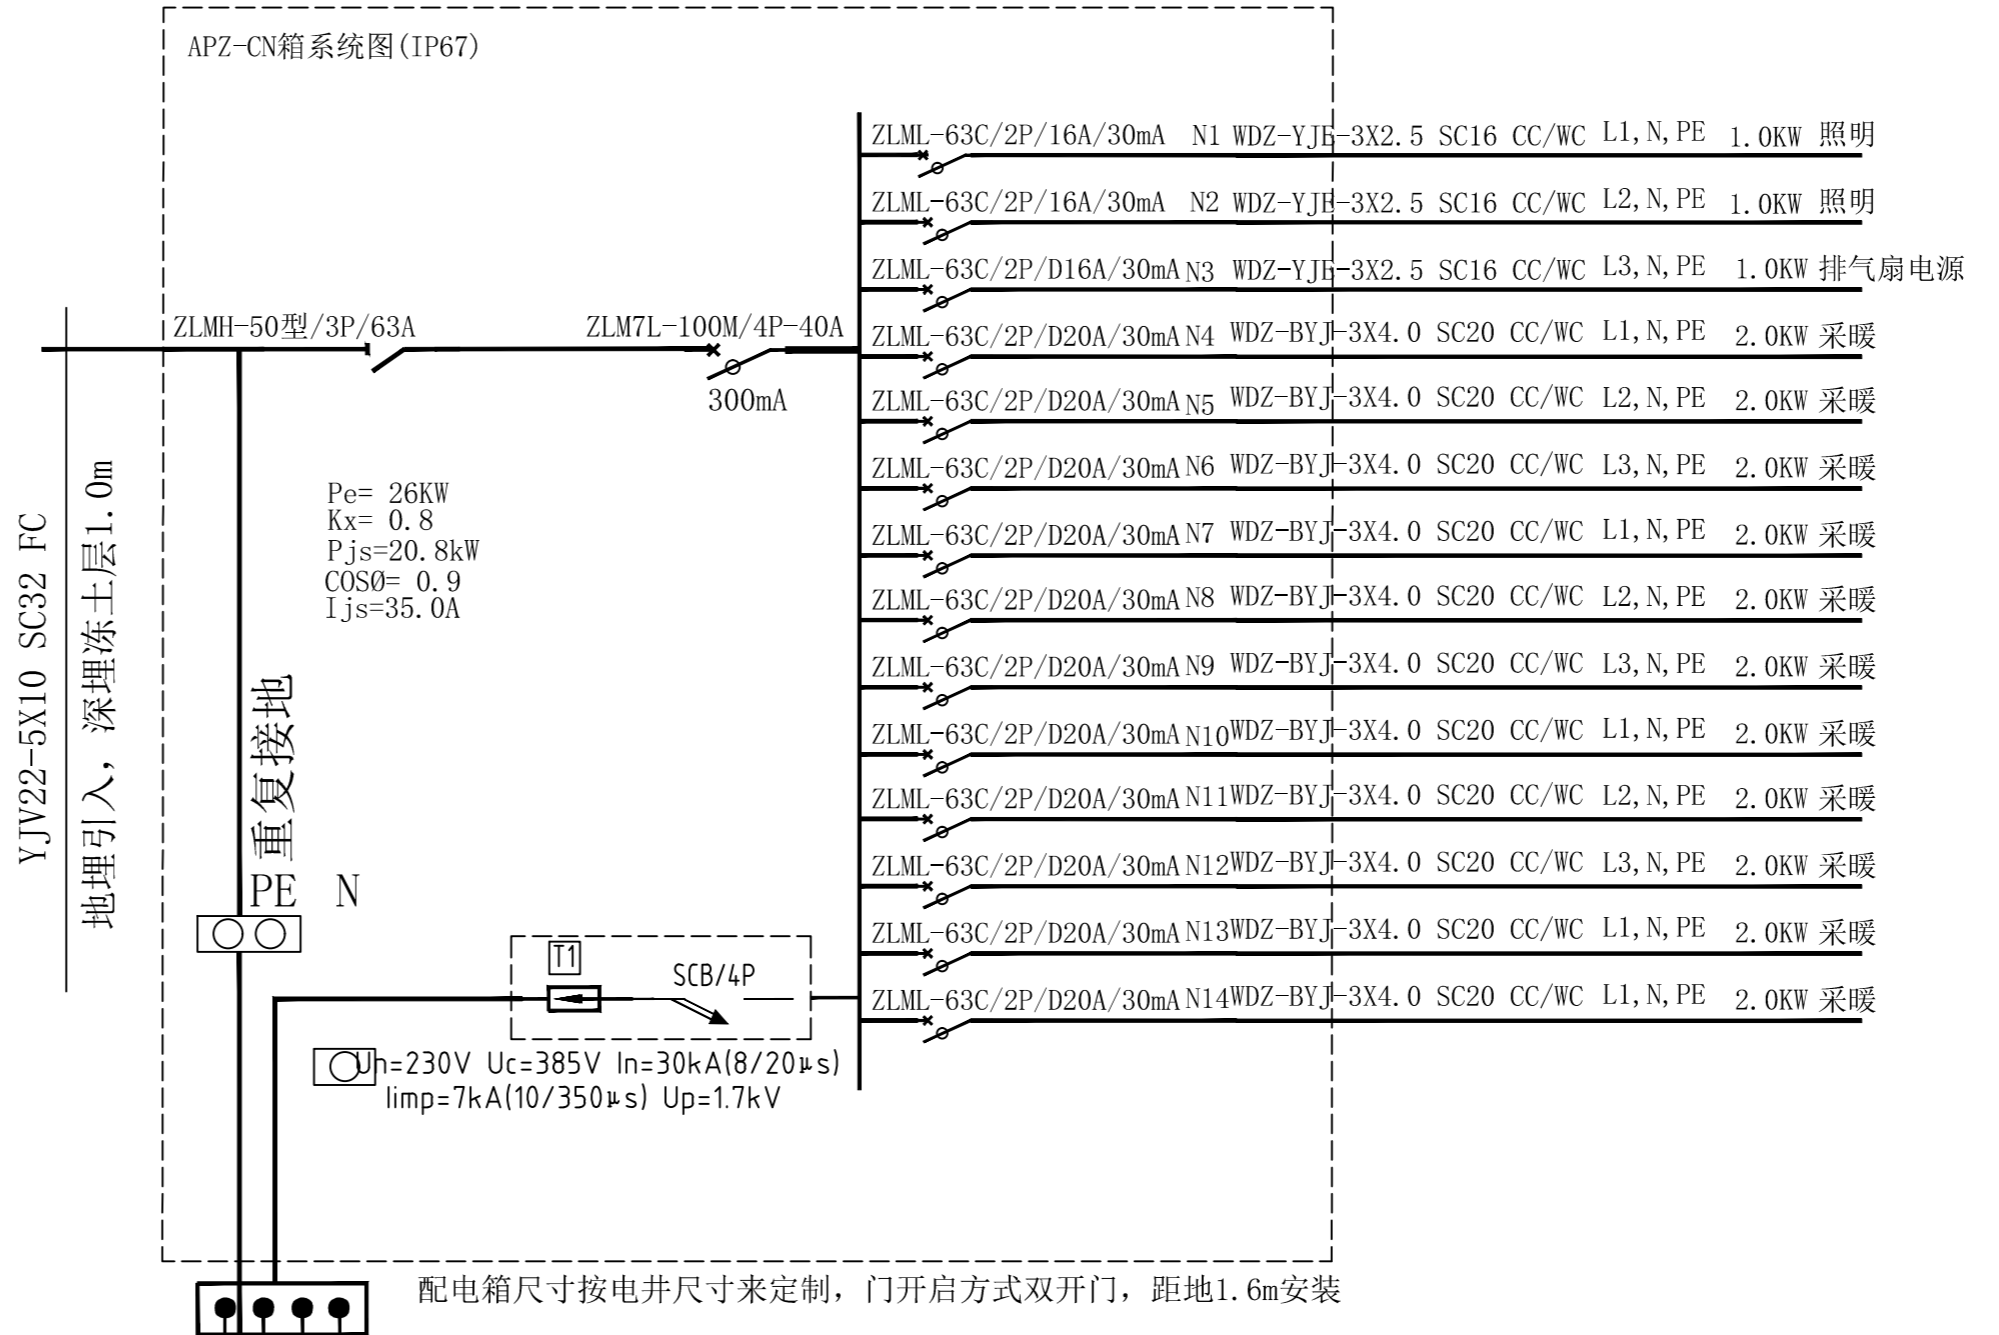 APZ-CN箱系统图(IP67)
ZLML-63C/2P/16A/30mA N1 WDZ-YJE-3X2.5 SC16 CC/WC L1,N,PE 1.0KW 照明
ZLML-63C/2P/16A/30mA N2 WDZ-YJE-3X2.5 SC16 CC/WC L2,N,PE 1.0KW 照明
ZLML-63C/2P/D16A/30mA N3 WDZ-YJE-3X2.5 SC16 CC/WC L3,N,PE 1.0KW 排气扇电源
ZLMH-50型/3P/63A
ZLM7L-100M/4P-40A
300mA
ZLML-63C/2P/D20A/30mA N4 WDZ-BYJ-3X4.0 SC20 CC/WC L1,N,PE 2.0KW 采暖
ZLML-63C/2P/D20A/30mA N5 WDZ-BYJ-3X4.0 SC20 CC/WC L2,N,PE 2.0KW 采暖
ZLML-63C/2P/D20A/30mA N6 WDZ-BYJ-3X4.0 SC20 CC/WC L3,N,PE 2.0KW 采暖
ZLML-63C/2P/D20A/30mA N7 WDZ-BYJ-3X4.0 SC20 CC/WC L1,N,PE 2.0KW 采暖
ZLML-63C/2P/D20A/30mA N8 WDZ-BYJ-3X4.0 SC20 CC/WC L2,N,PE 2.0KW 采暖
ZLML-63C/2P/D20A/30mA N9 WDZ-BYJ-3X4.0 SC20 CC/WC L3,N,PE 2.0KW 采暖
ZLML-63C/2P/D20A/30mA N10 WDZ-BYJ-3X4.0 SC20 CC/WC L1,N,PE 2.0KW 采暖
ZLML-63C/2P/D20A/30mA N11 WDZ-BYJ-3X4.0 SC20 CC/WC L2,N,PE 2.0KW 采暖
ZLML-63C/2P/D20A/30mA N12 WDZ-BYJ-3X4.0 SC20 CC/WC L3,N,PE 2.0KW 采暖
ZLML-63C/2P/D20A/30mA N13 WDZ-BYJ-3X4.0 SC20 CC/WC L1,N,PE 2.0KW 采暖
ZLML-63C/2P/D20A/30mA N14 WDZ-BYJ-3X4.0 SC20 CC/WC L1,N,PE 2.0KW 采暖
Pe= 26KW
Kx= 0.8
Pjs=20.8kW
COSØ= 0.9
Ijs=35.0A
YJV22-5X10 SC32 FC
地埋引入，深埋冻土层1.0m
重复接地
PE N
T1
SCB/4P
Un=230V Uc=385V In=30kA(8/20μs)
Iimp=7kA(10/350μs) Up=1.7kV
配电箱尺寸按电井尺寸来定制，门开启方式双开门，距地1.6m安装